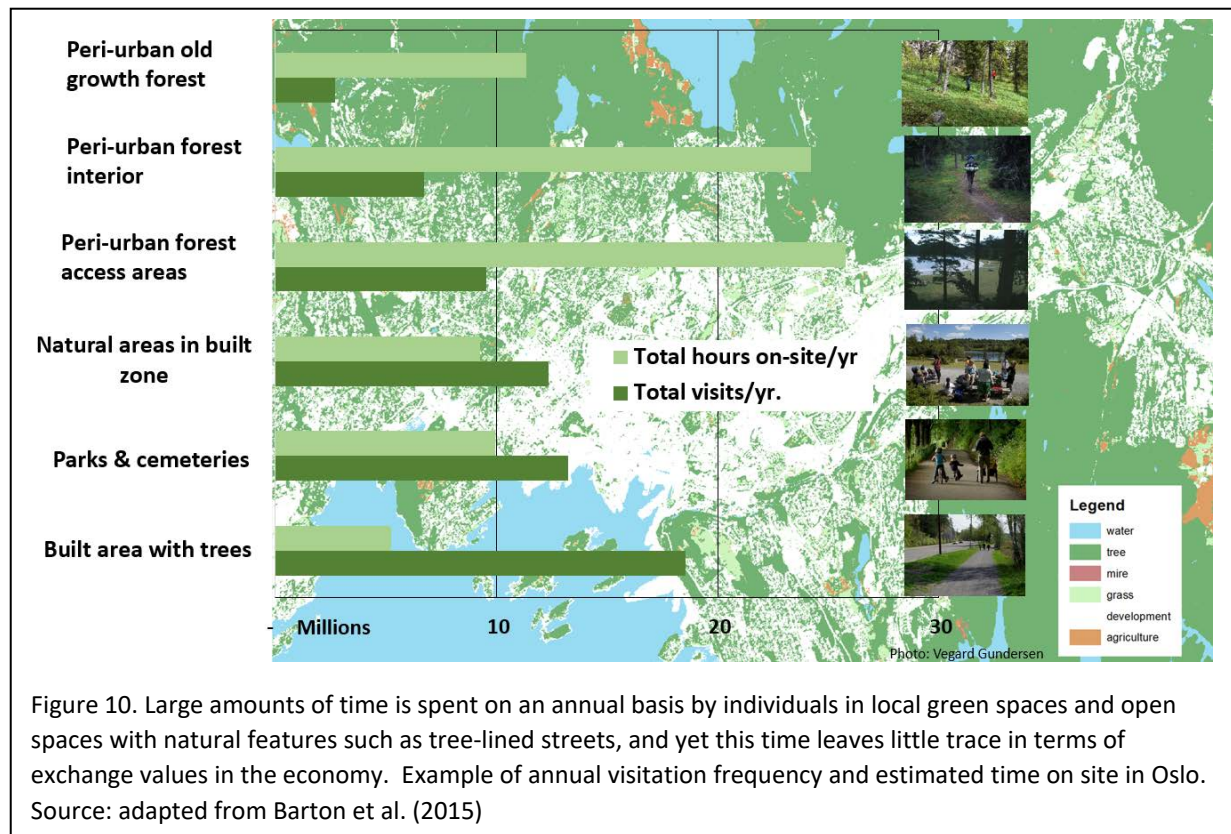 Peri-urban old
growth forest
Peri-urban forest
interior
Peri-urban forest
access areas
Natural areas in built
zone
Total hours on-site/yr
Total visits/yr.
Parks & cemeteries
Built area with trees
Legend
water
tree
mire
grass
development
agriculture
- Millions 10 20 30
Photo: Vegard Gundersen
Figure 10. Large amounts of time is spent on an annual basis by individuals in local green spaces and open
spaces with natural features such as tree-lined streets, and yet this time leaves little trace in terms of
exchange values in the economy.  Example of annual visitation frequency and estimated time on site in Oslo.
Source: adapted from Barton et al. (2015)